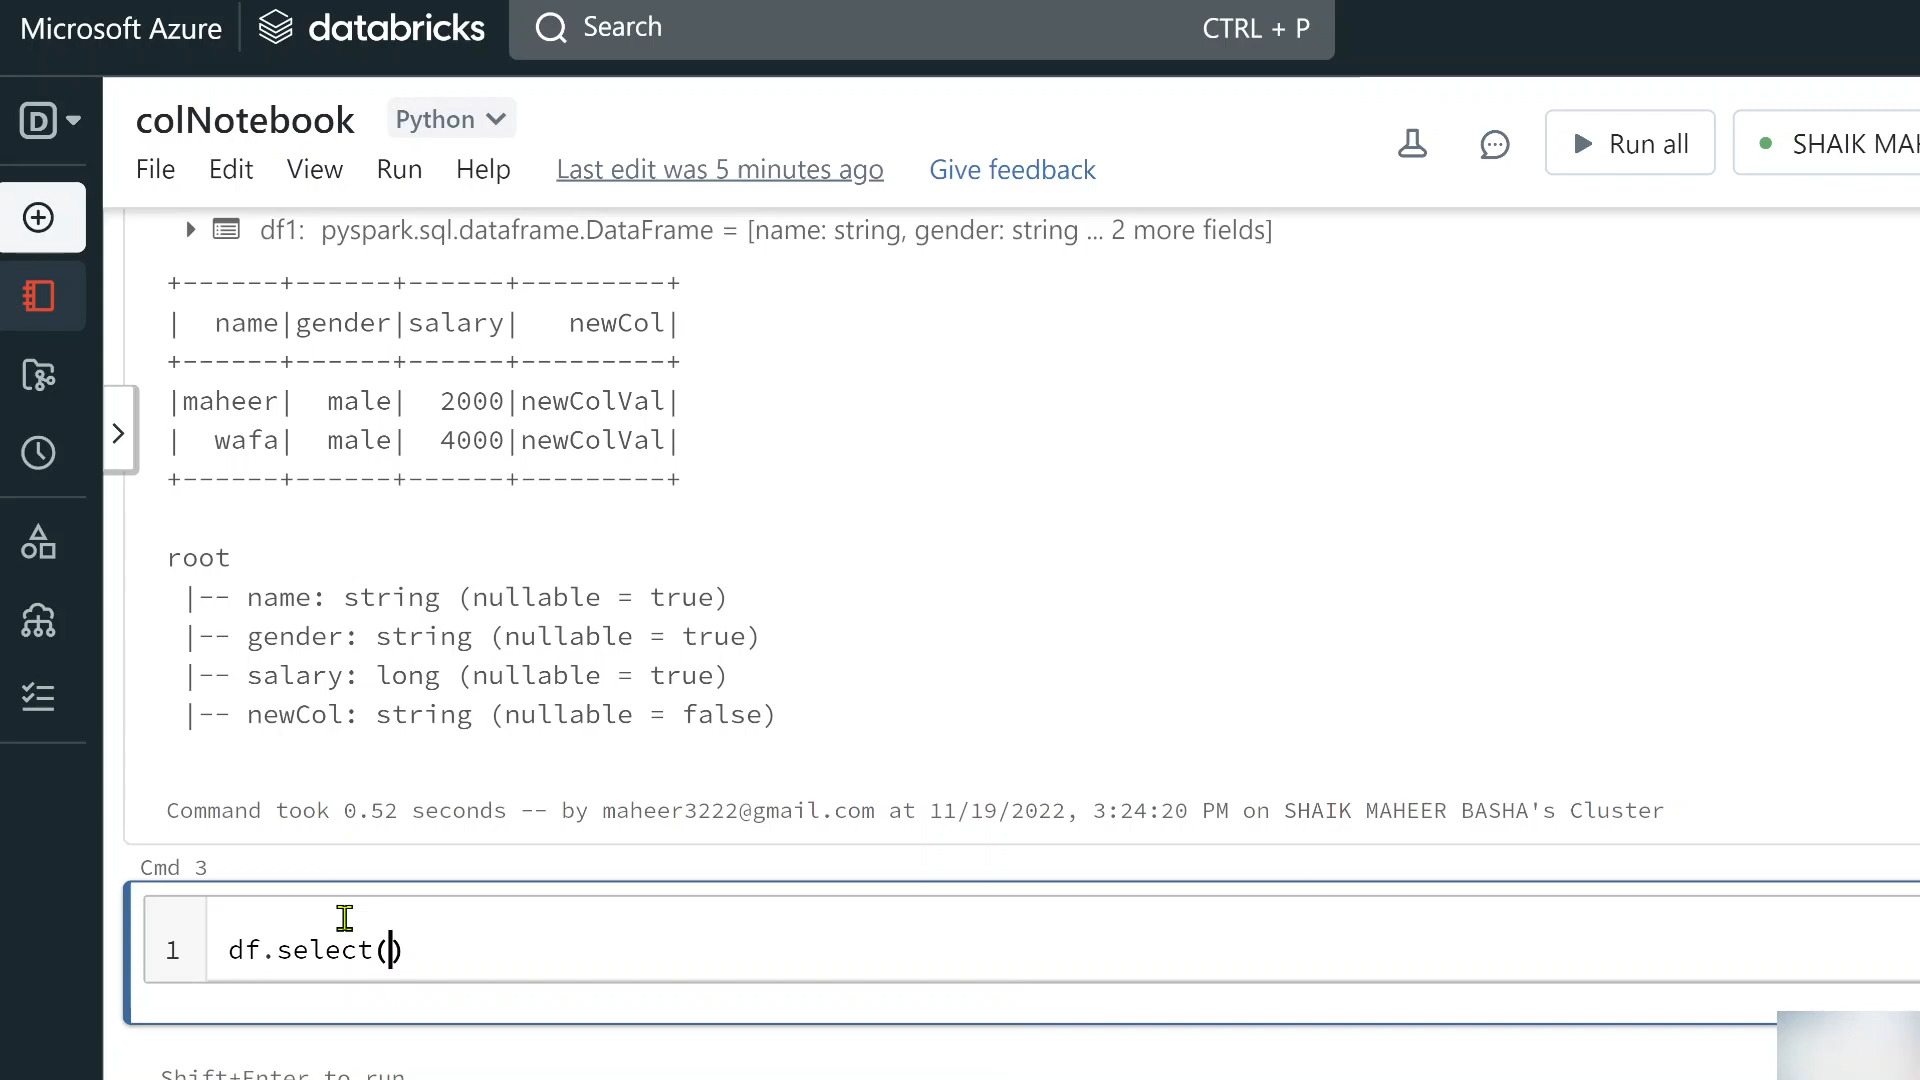 Microsoft Azure databricks Search CTRL + P
colNotebook Python
File Edit View Run Help Last edit was 5 minutes ago Give feedback Run all SHAIK MAH
df1: pyspark.sql.dataframe.DataFrame = [name: string, gender: string ... 2 more fields]
+------+------+------+---------+
|  name|gender|salary|   newCol|
+------+------+------+---------+
|maheer|  male|  2000|newColVal|
|  wafa|  male|  4000|newColVal|
+------+------+------+---------+
root
|-- name: string (nullable = true)
|-- gender: string (nullable = true)
|-- salary: long (nullable = true)
|-- newCol: string (nullable = false)
Command took 0.52 seconds -- by maheer3222@gmail.com at 11/19/2022, 3:24:20 PM on SHAIK MAHEER BASHA's Cluster
Cmd 3
1 df.select()
Shift+Enter to run